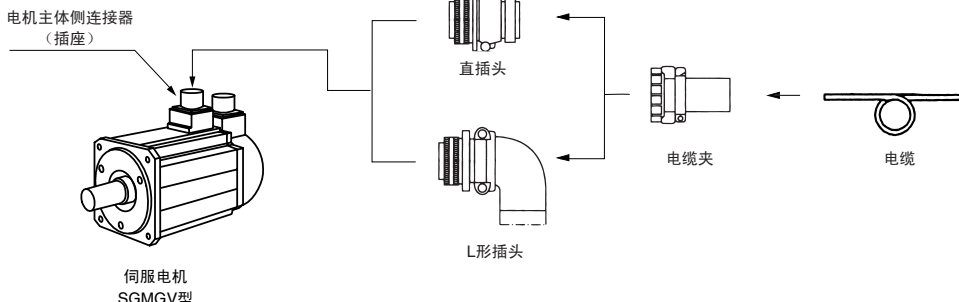 电机主体侧连接器
（插座）
直插头
电缆夹
电缆
L形插头
伺服电机
SGMGV型